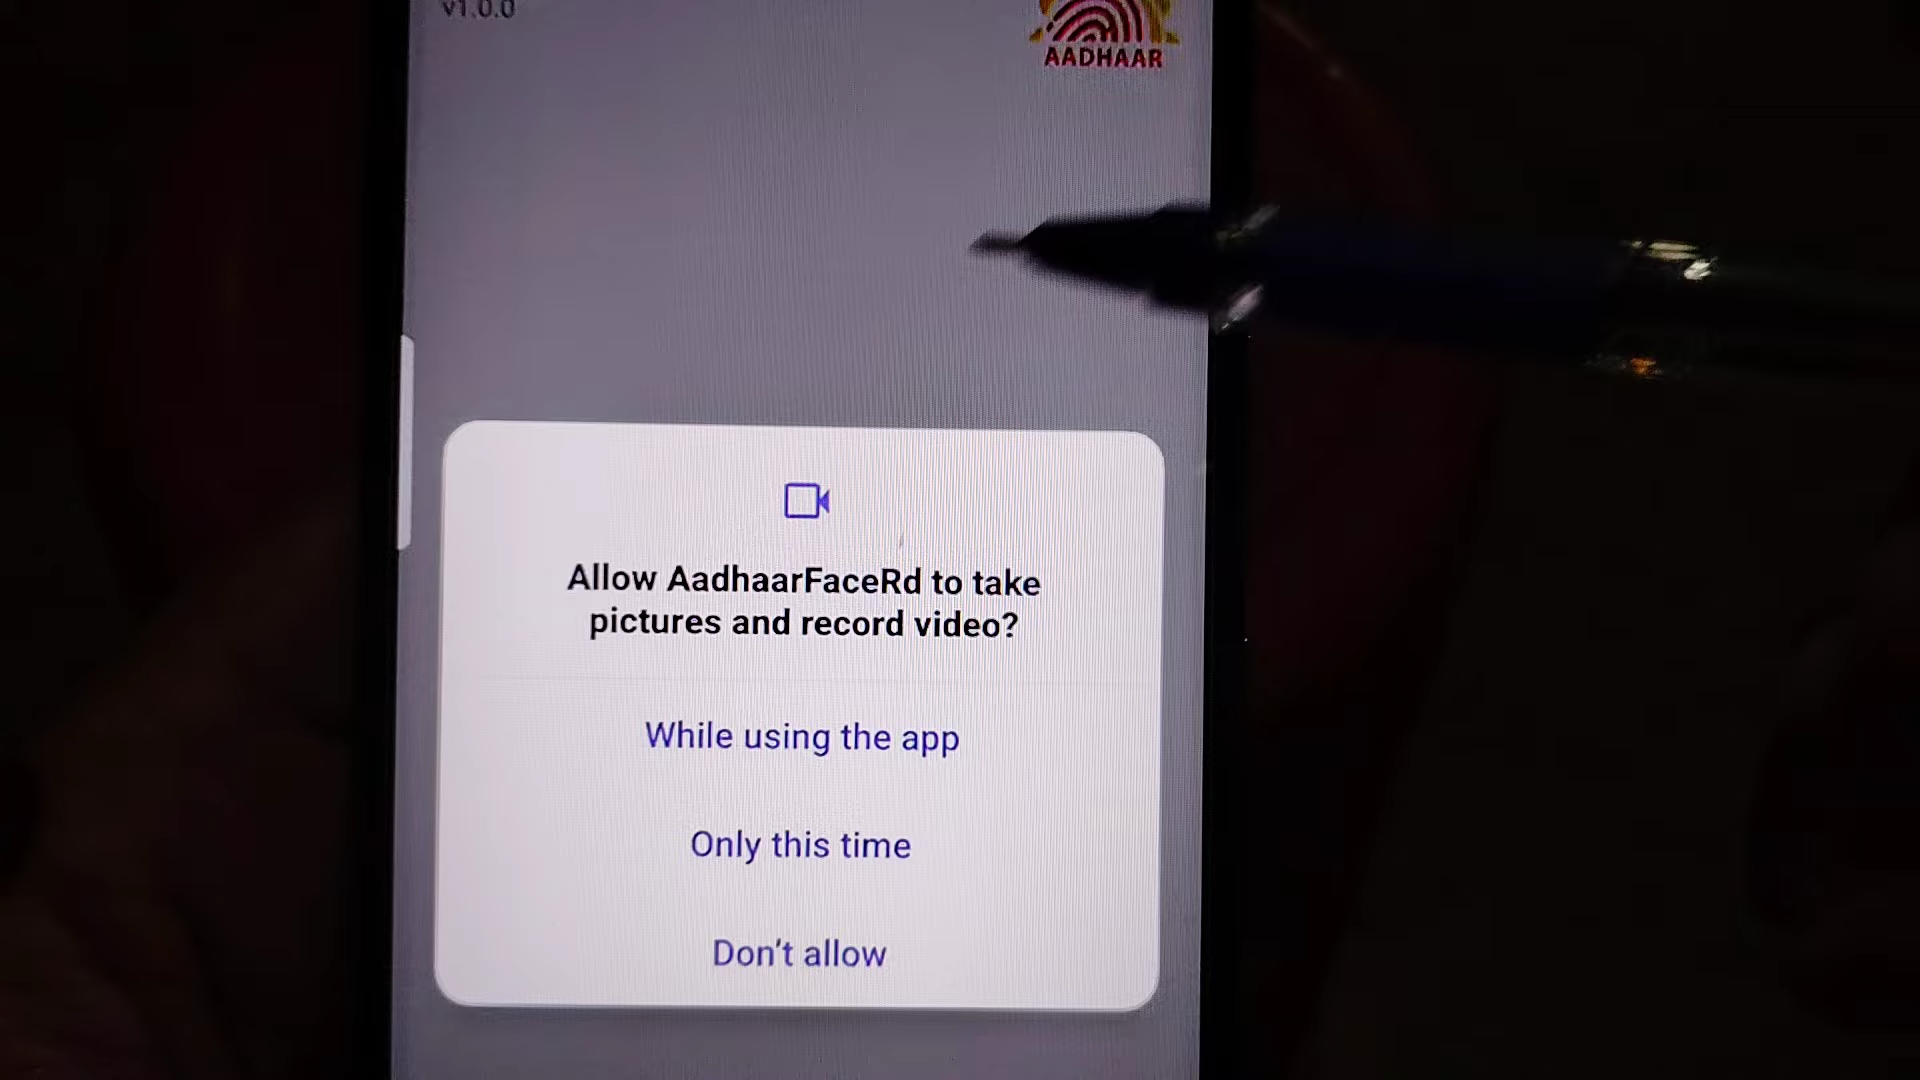 v1.0.0
AADHAAR
Allow AadhaarFaceRd to take
pictures and record video?
While using the app
Only this time
Don't allow